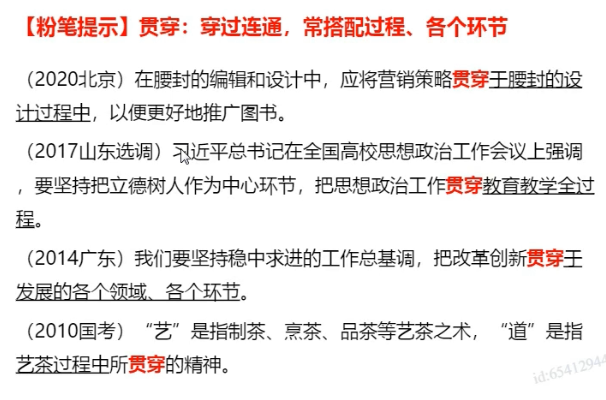 【粉笔提示】贯穿：穿过连通，常搭配过程、各个环节
（2020北京）在腰封的编辑和设计中，应将营销策略贯穿于腰封的设
计过程中，以便更好地推广图书。
（2017山东选调）习近平总书记在全国高校思想政治工作会议上强调
，要坚持把立德树人作为中心环节，把思想政治工作贯穿教育教学全过
程。
（2014广东）我们要坚持稳中求进的工作总基调，把改革创新贯穿于
发展的各个领域、各个环节。
（2010国考）“艺”是指制茶、烹茶、品茶等艺茶之术，“道”是指
艺茶过程中所贯穿的精神。
id:65412944